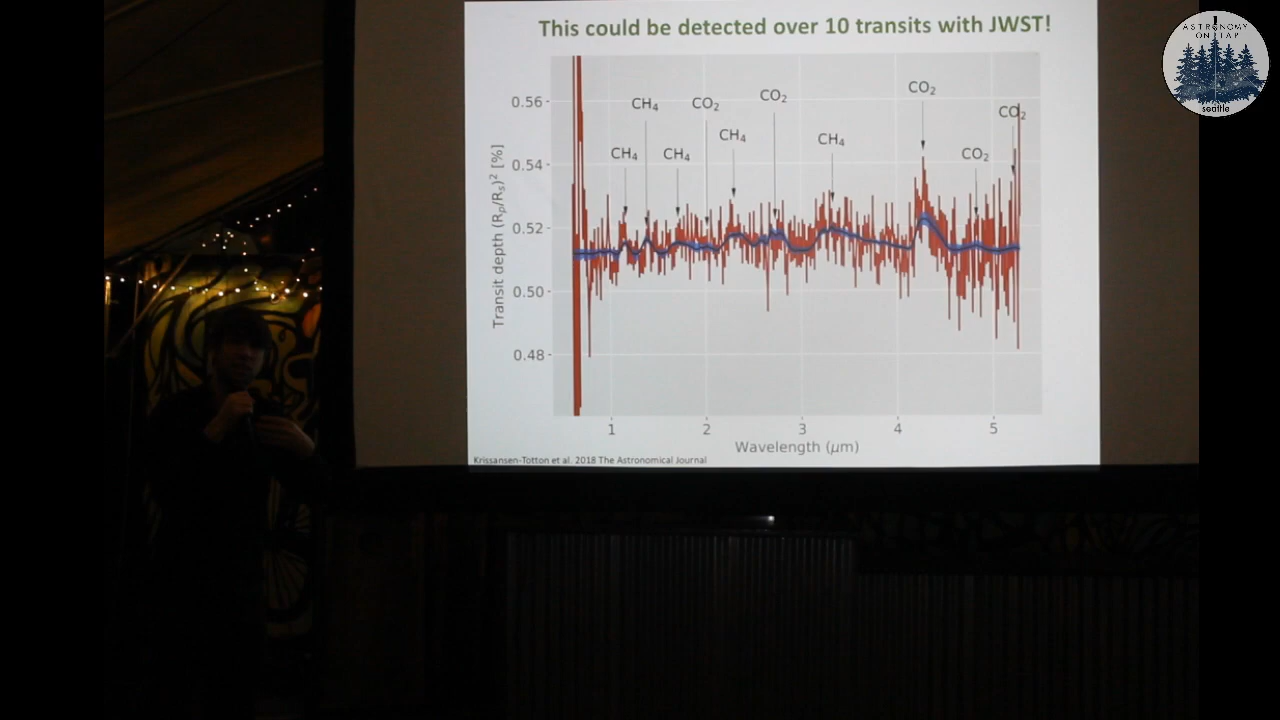 This could be detected over 10 transits with JWST!
ASTRONOMY
ON TAP
seattle
0.56
0.54
0.52
0.50
0.48
Transit depth (Rₚ/Rₛ)² [%]
CH₄
CH₄
CH₄
CO₂
CH₄
CO₂
CH₄
CO₂
CO₂
CO₂
1 2 3 4 5
Wavelength (μm)
Krissansen-Totton et al. 2018 The Astronomical Journal